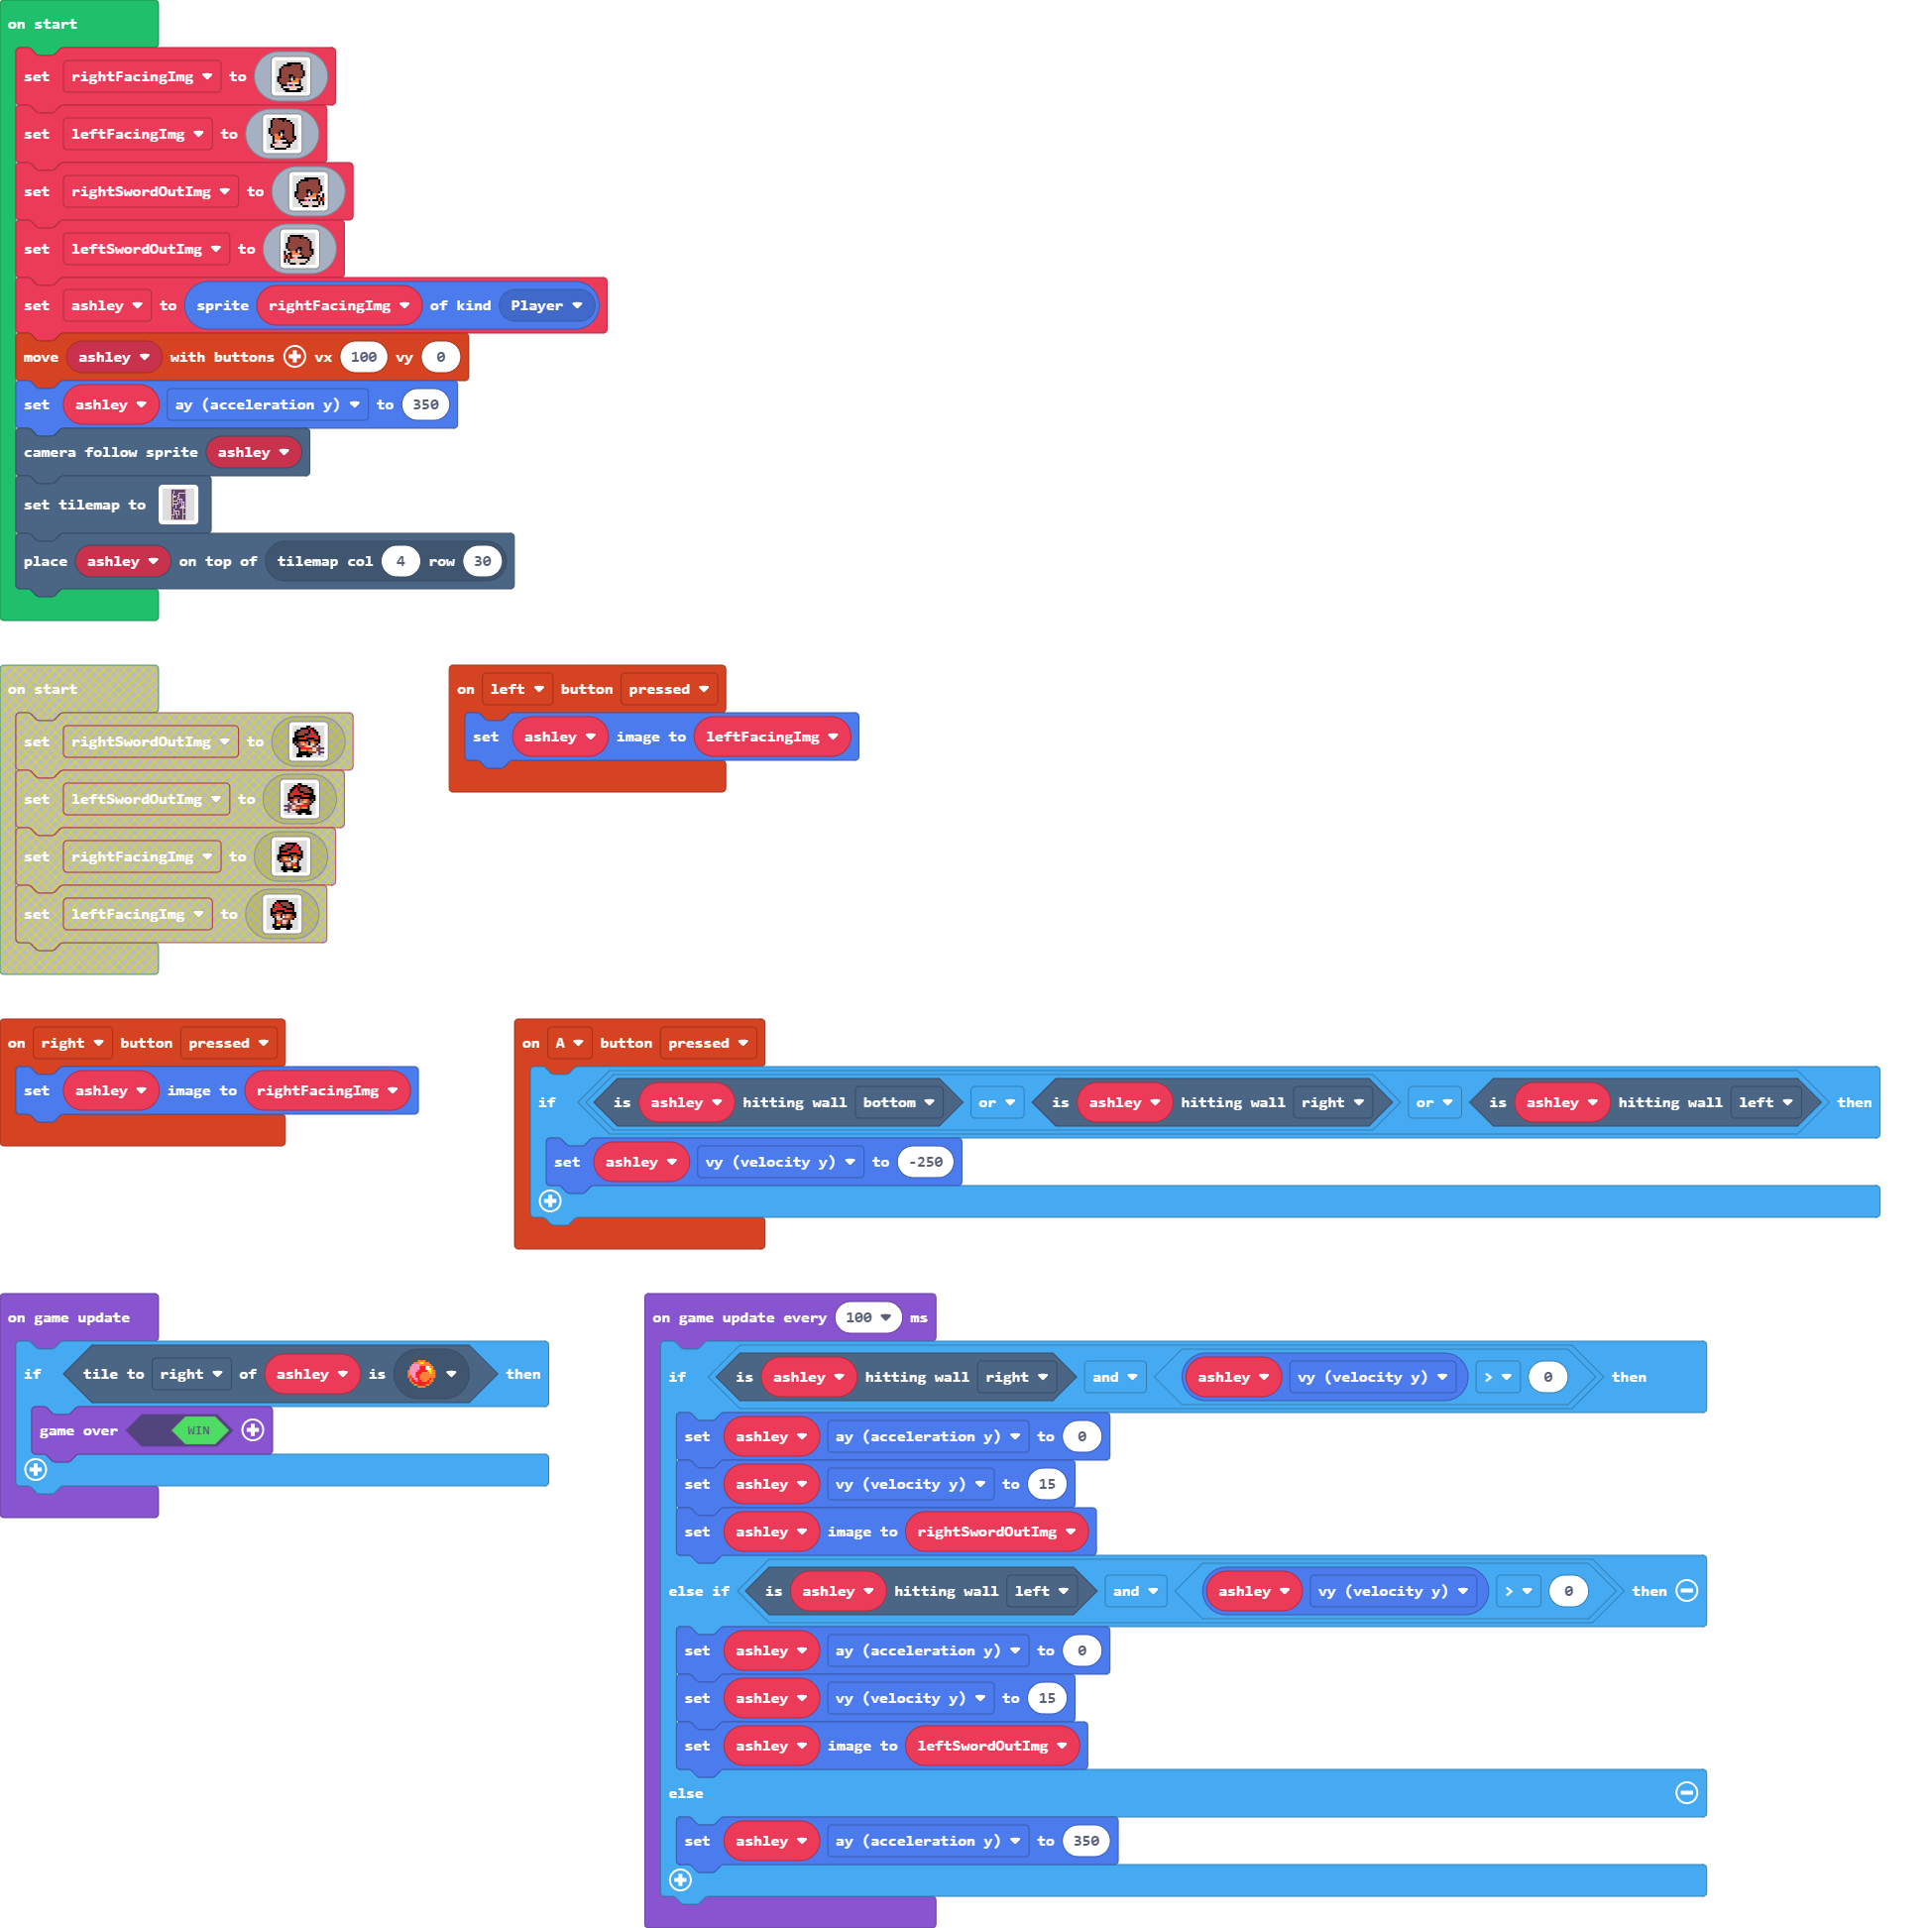 on start
set rightFacingImg to
set leftFacingImg to
set rightSwordOutImg to
set leftSwordOutImg to
set ashley to sprite rightFacingImg of kind Player
move ashley with buttons vx 100 vy 0
set ashley ay (acceleration y) to 350
camera follow sprite ashley
set tilemap to
place ashley on top of tilemap col 4 row 30
on start
set rightSwordOutImg to
set leftSwordOutImg to
set rightFacingImg to
set leftFacingImg to
on left button pressed
set ashley image to leftFacingImg
on right button pressed
set ashley image to rightFacingImg
on A button pressed
if is ashley hitting wall bottom or is ashley hitting wall right or is ashley hitting wall left then
set ashley vy (velocity y) to -250
on game update
if tile to right of ashley is then
game over WIN
on game update every 100 ms
if is ashley hitting wall right and ashley vy (velocity y) > 0 then
set ashley ay (acceleration y) to 0
set ashley vy (velocity y) to 15
set ashley image to rightSwordOutImg
else if is ashley hitting wall left and ashley vy (velocity y) > 0 then
set ashley ay (acceleration y) to 0
set ashley vy (velocity y) to 15
set ashley image to leftSwordOutImg
else
set ashley ay (acceleration y) to 350